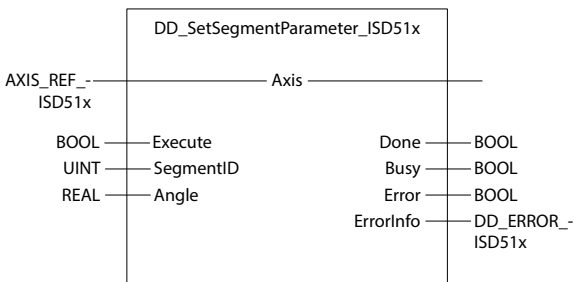 DD_SetSegmentParameter_ISD51x
AXIS_REF_-
ISD51x
Axis
BOOL Execute Done BOOL
UINT SegmentID Busy BOOL
REAL Angle Error BOOL
ErrorInfo DD_ERROR_-
ISD51x